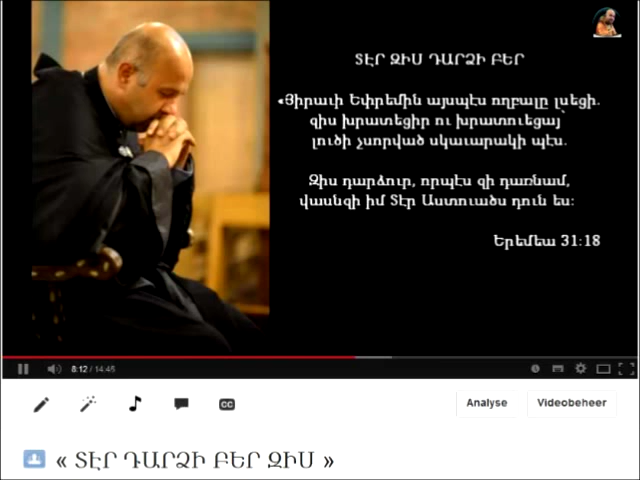 ՏԷՐ ԶԻՍ ԴԱՐՁԻ ԲԵՐ
«Յիրաւի Եփրեմին այսպէս ողբալը լսեցի.
զիս խրատեցիր ու խրատուեցայ՝
լուծի չսորված սկաւարակի պէս.
Զիս դարձուր, որպէս զի դառնամ,
վասնզի իմ Տէր Աստուածս դուն ես:
Երեմեա 31:18
8:12 / 14:45
CC
Analyse
Videobeheer
« ՏԷՐ ԴԱՐՁԻ ԲԵՐ ԶԻՍ »